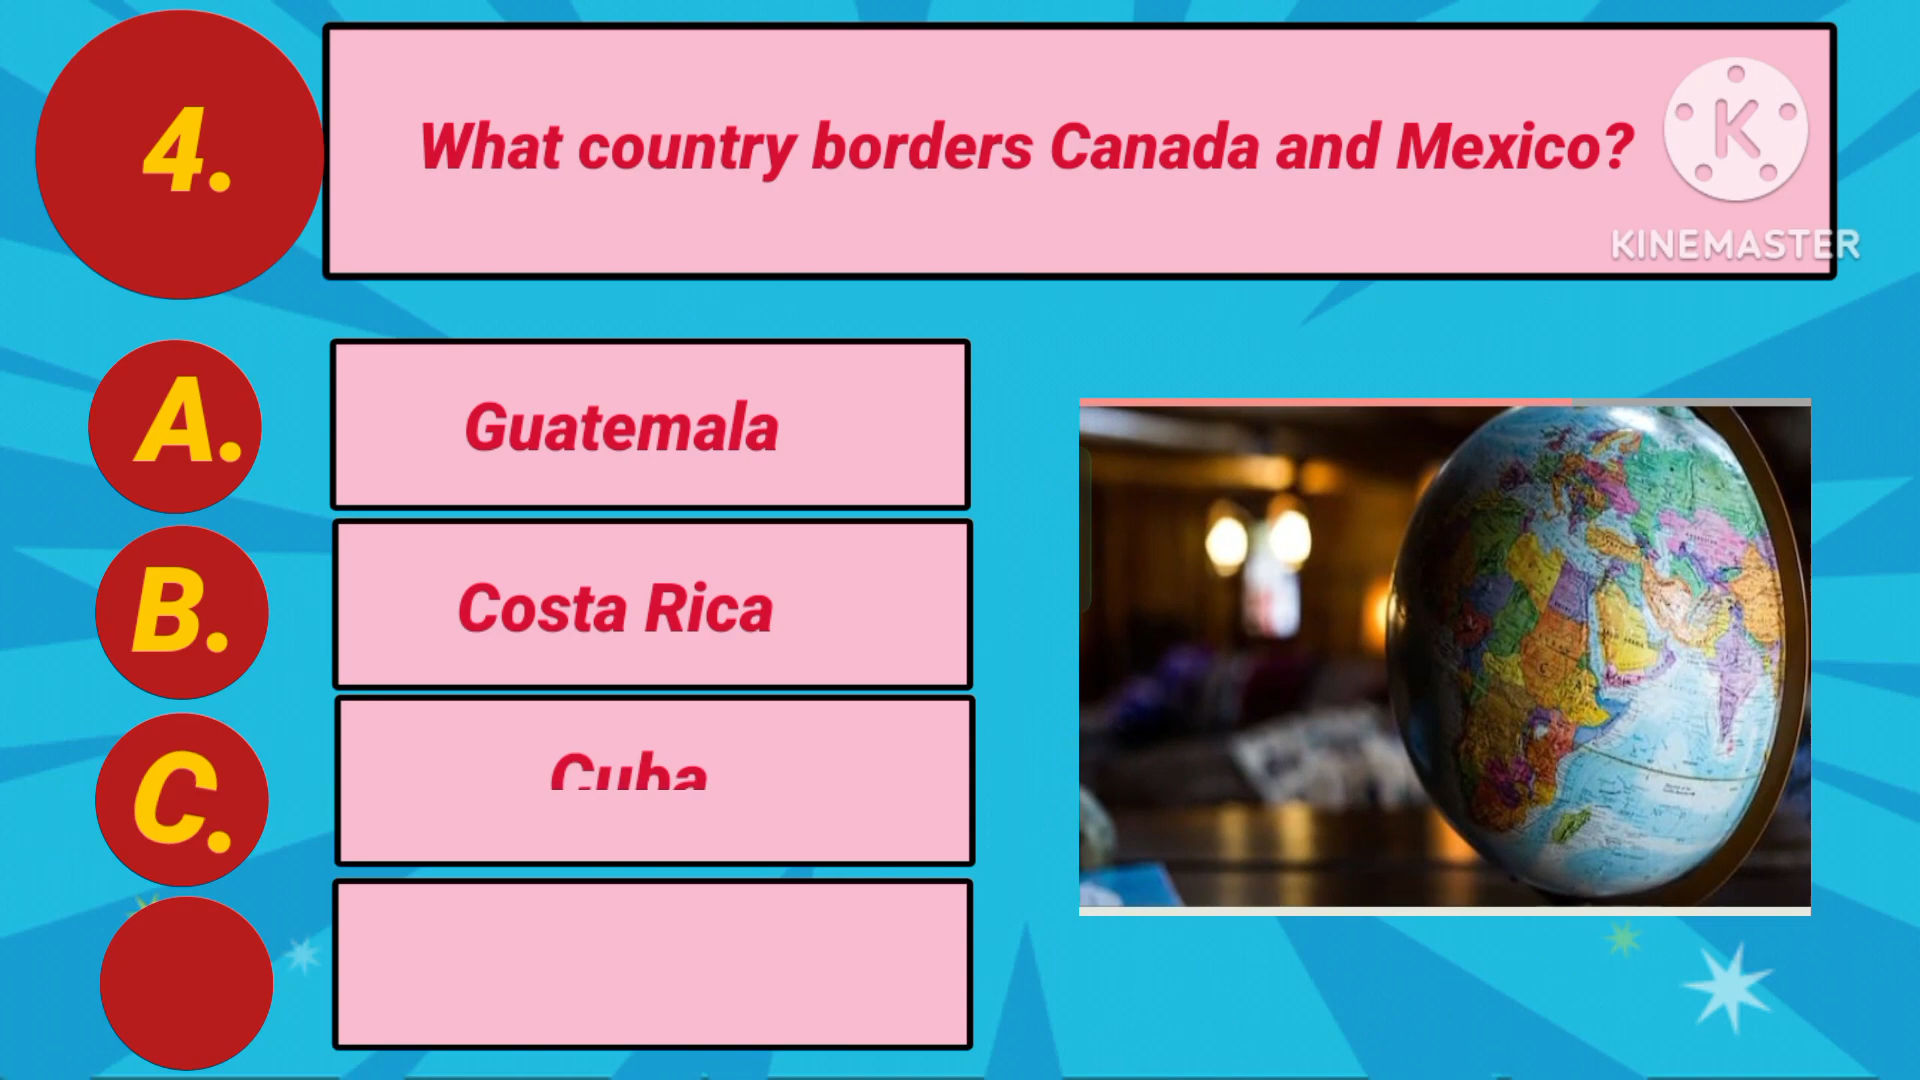 4.
What country borders Canada and Mexico?
K
KINEMASTER
A.
Guatemala
B.
Costa Rica
C.
Cuba